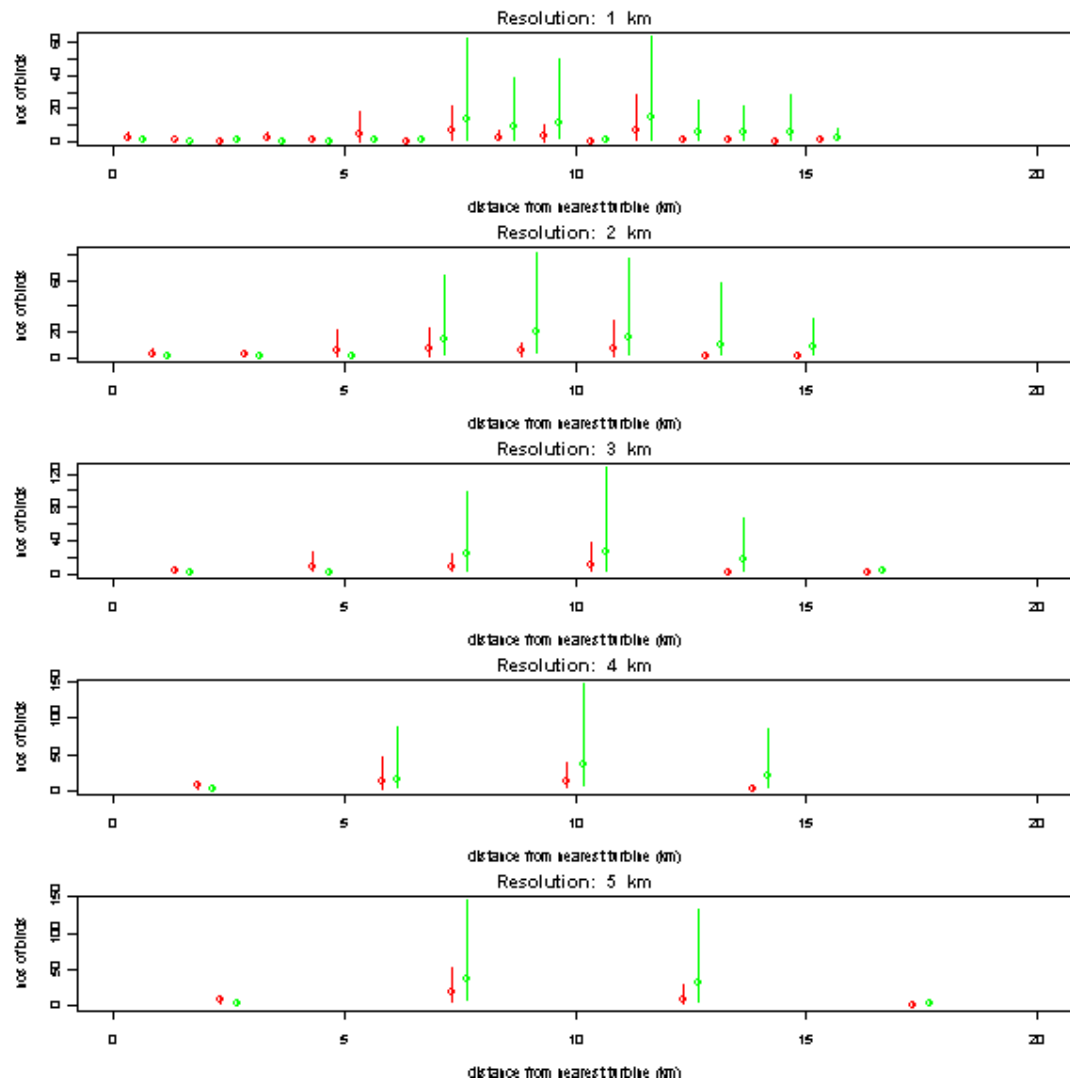 Resolution: 1 km
nos of birds
0 20 40 60
0 5 10 15 20
distance from nearest turbine (km)
Resolution: 2 km
nos of birds
0 20 60
0 5 10 15 20
distance from nearest turbine (km)
Resolution: 3 km
nos of birds
0 40 80 120
0 5 10 15 20
distance from nearest turbine (km)
Resolution: 4 km
nos of birds
0 50 100 150
0 5 10 15 20
distance from nearest turbine (km)
Resolution: 5 km
nos of birds
0 50 100 150
0 5 10 15 20
distance from nearest turbine (km)